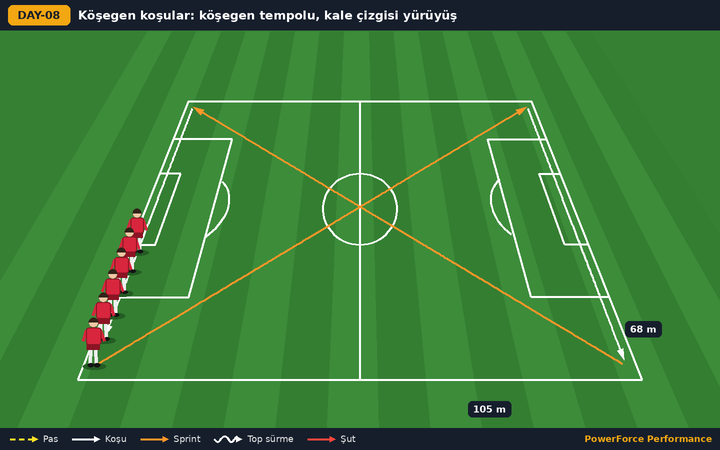 DAY-08
Köşegen koşular: köşegen tempolu, kale çizgisi yürüyüş
68 m
105 m
Pas
Koşu
Sprint
Top sürme
Şut
PowerForce Performance